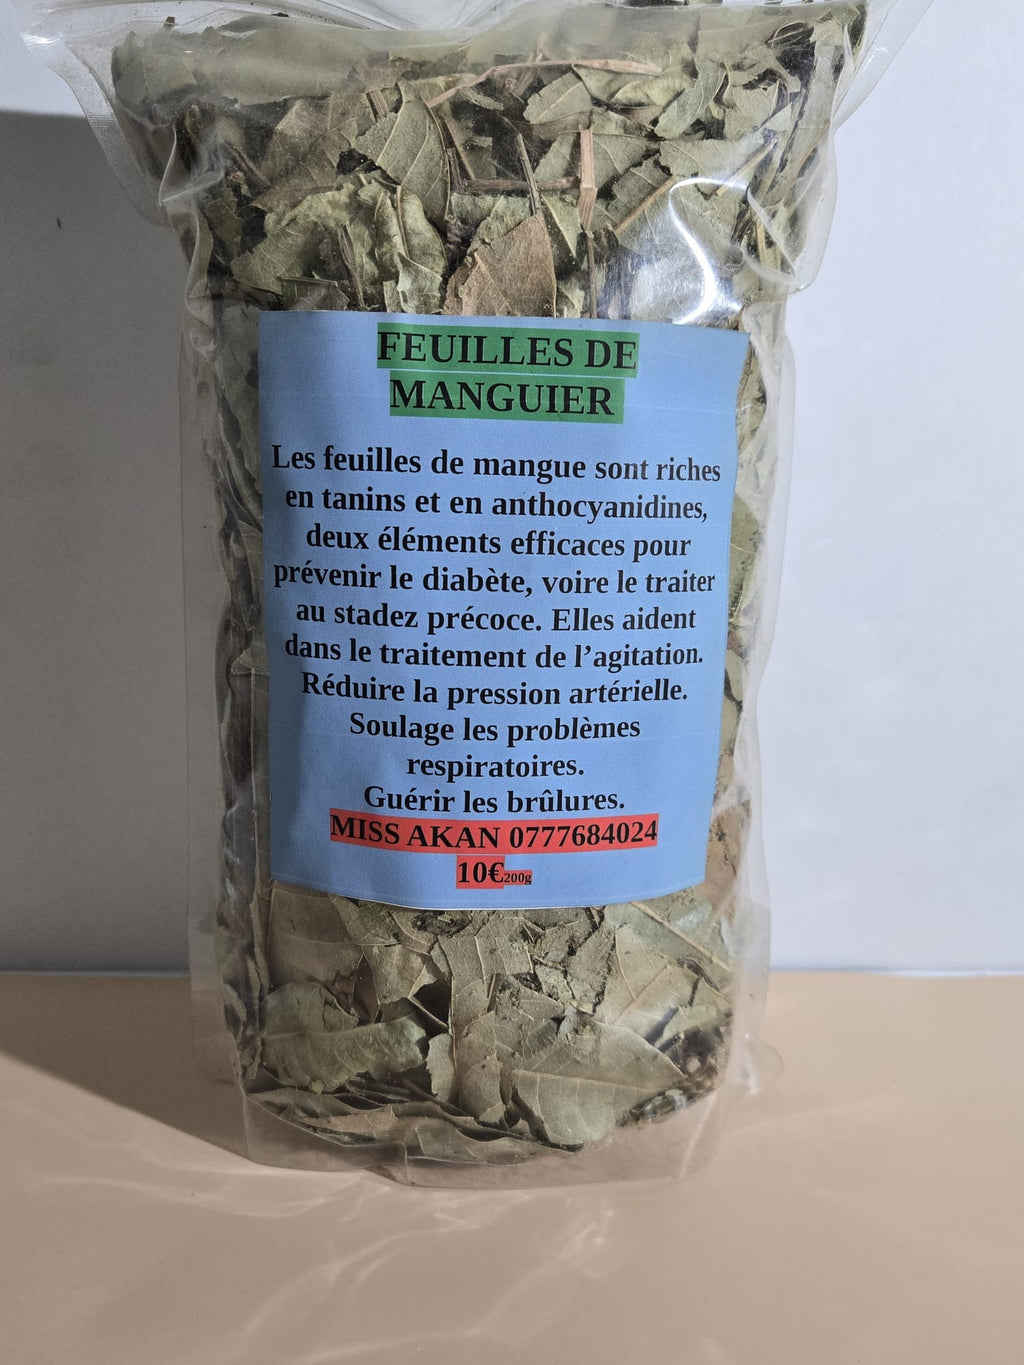 FEUILLES DE
MANGUIER
Les feuilles de mangue sont riches
en tanins et en anthocyanidines,
deux éléments efficaces pour
prévenir le diabète, voire le traiter
au stadez précoce. Elles aident
dans le traitement de l’agitation.
Réduire la pression artérielle.
Soulage les problèmes
respiratoires.
Guérir les brûlures.
MISS AKAN 0777684024
10€200g